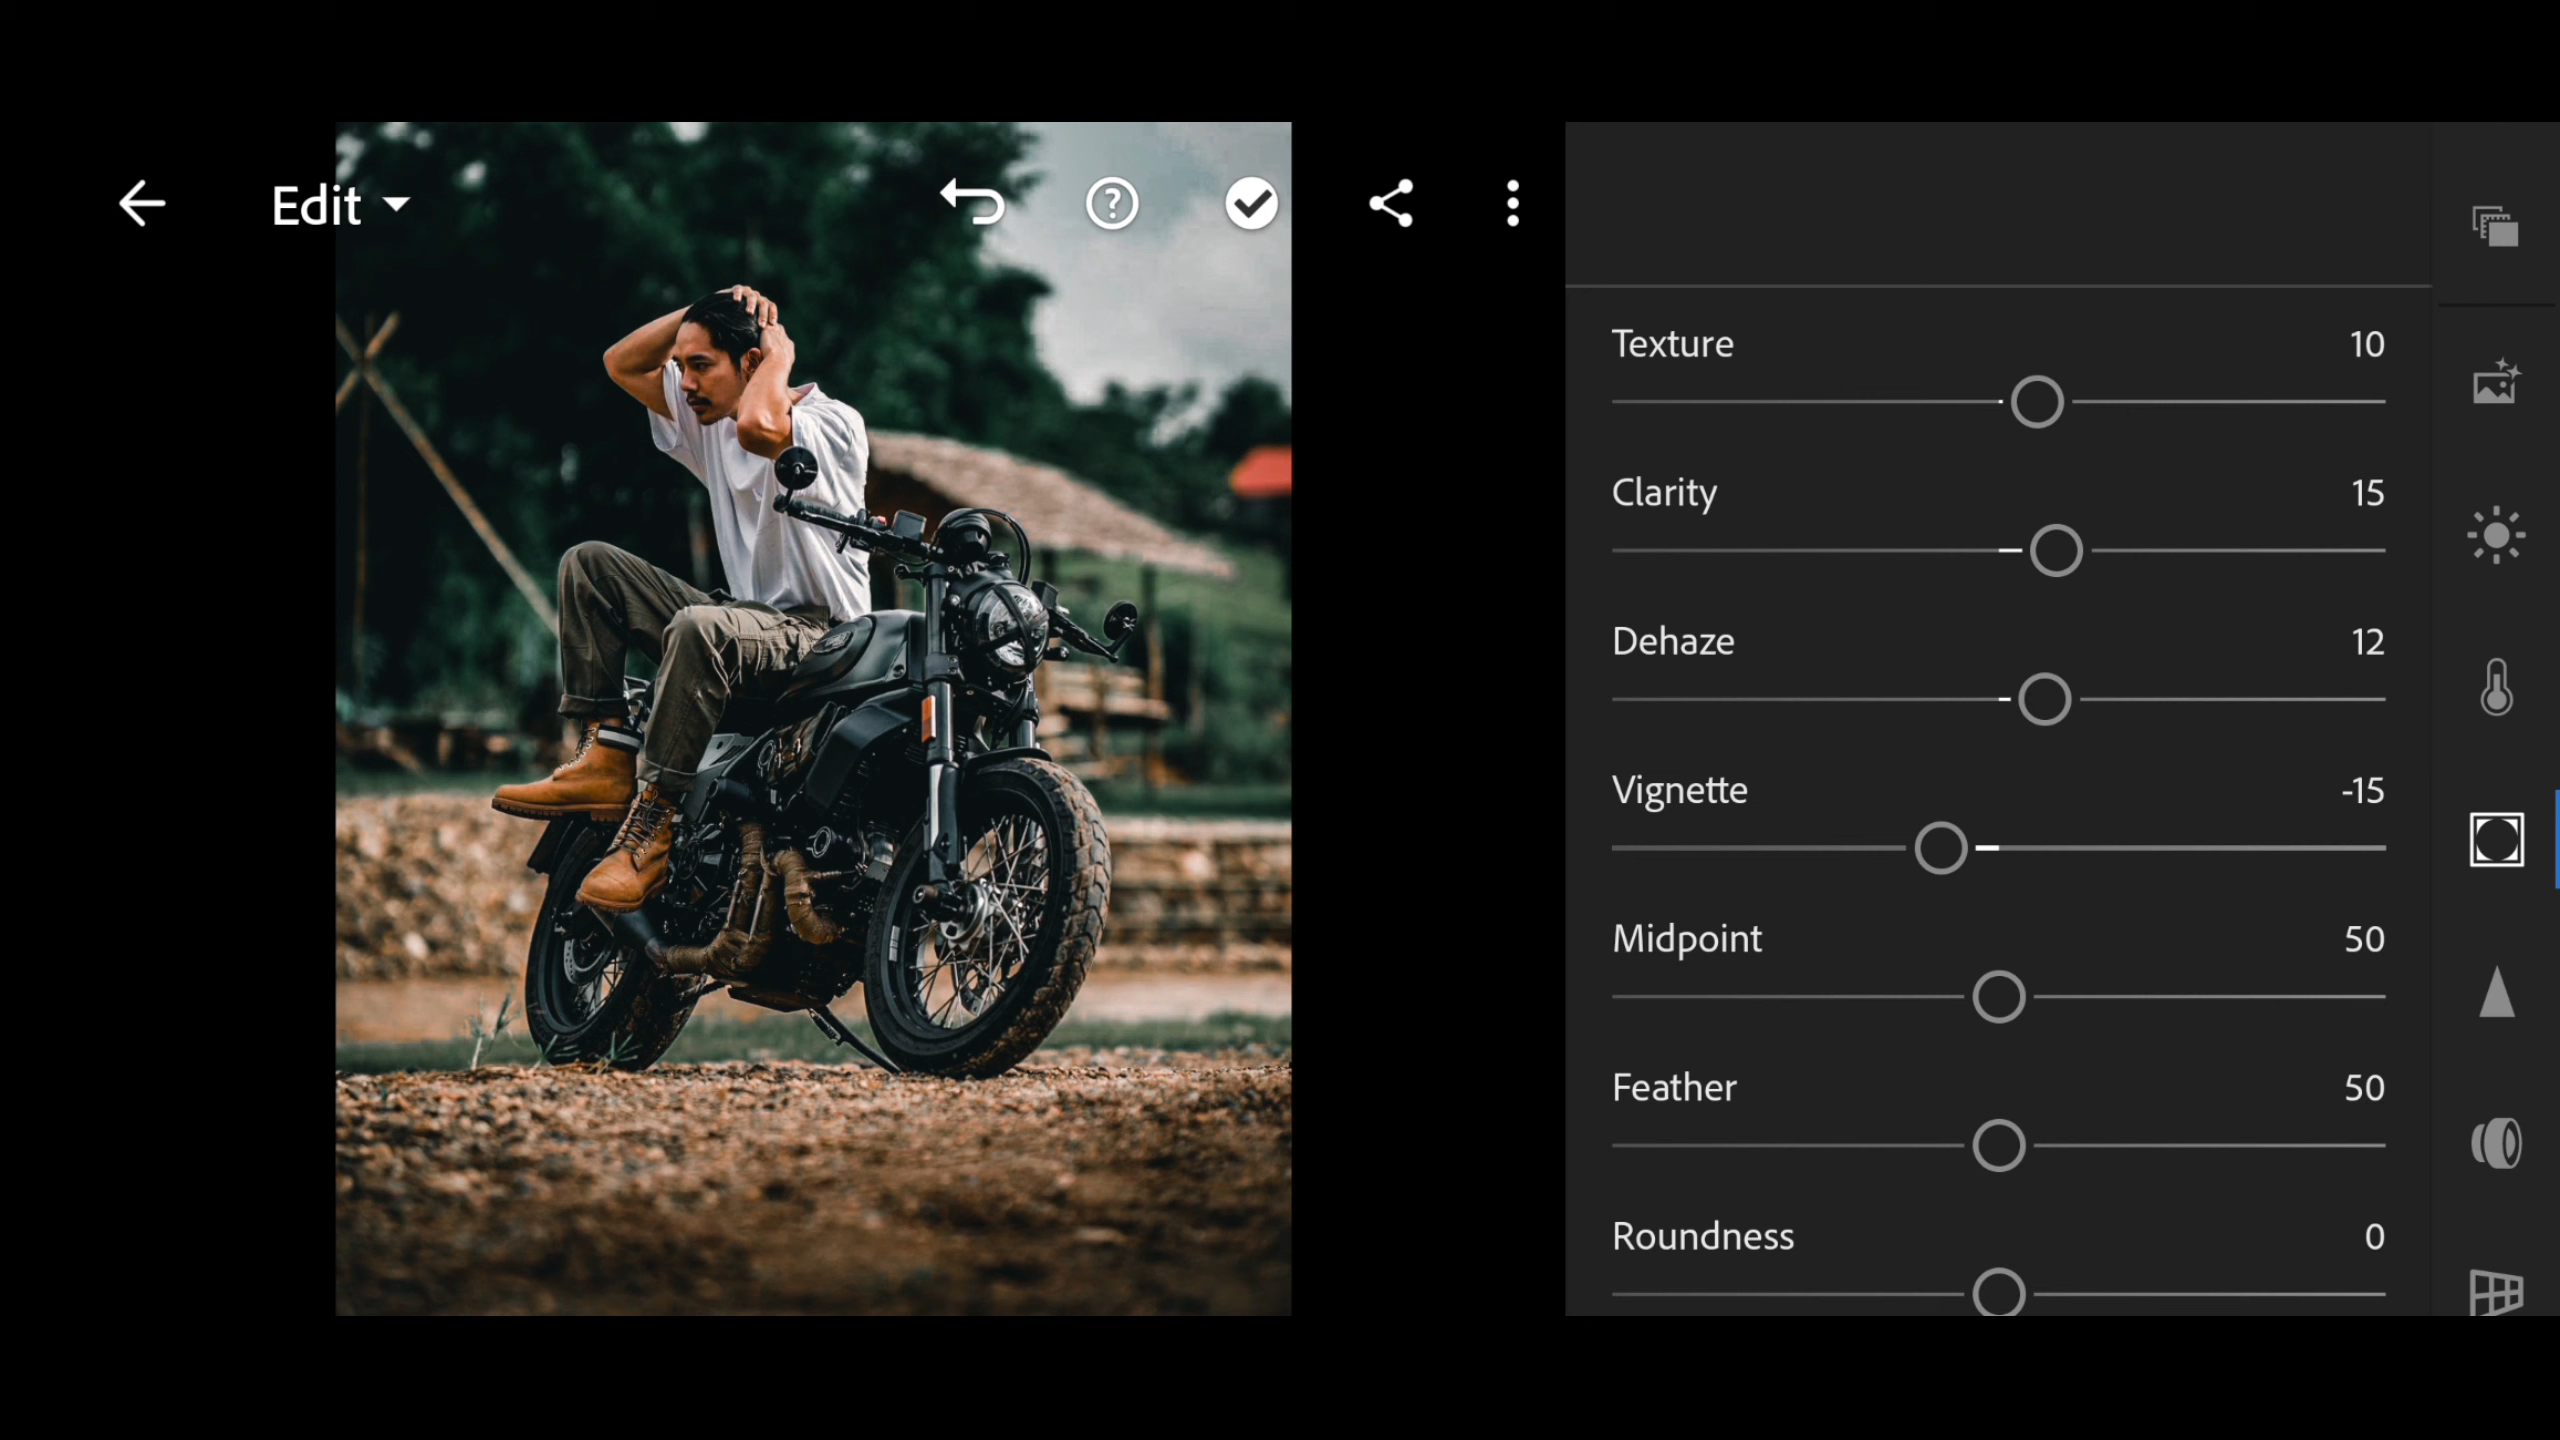 Edit
Texture 10
Clarity 15
Dehaze 12
Vignette -15
Midpoint 50
Feather 50
Roundness 0